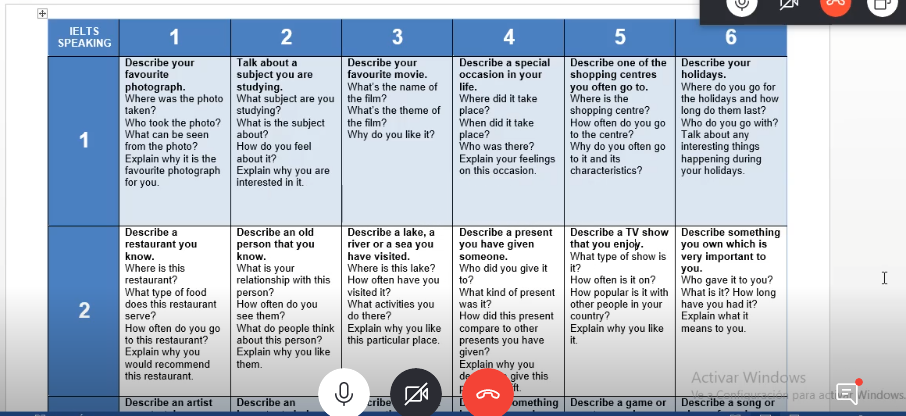 IELTS
SPEAKING
1
2
3
4
5
6
1
Describe your
favourite
photograph.
Where was the photo
taken?
Who took the photo?
What can be seen
from the photo?
Explain why it is the
favourite photograph
for you.
Talk about a
subject you are
studying.
What subject are you
studying?
What is the subject
about?
How do you feel
about it?
Explain why you are
interested in it.
Describe your
favourite movie.
What's the name of
the film?
What's the theme of
the film?
Why do you like it?
Describe a special
occasion in your
life.
Where did it take
place?
When did it take
place?
Who was there?
Explain your feelings
on this occasion.
Describe one of the
shopping centres
you often go to.
Where is the
shopping centre?
How often do you go
to the centre?
Why do you often go
to it and its
characteristics?
Describe your
holidays.
Where do you go for
the holidays and how
long do them last?
Who do you go with?
Talk about any
interesting things
happening during
your holidays.
2
Describe a
restaurant you
know.
Where is this
restaurant?
What type of food
does this restaurant
serve?
How often do you go
to this restaurant?
Explain why you
would recommend
this restaurant.
Describe an old
person that you
know.
What is your
relationship with this
person?
How often do you
see them?
What do people think
about this person?
Explain why you like
them.
Describe a lake, a
river or a sea you
have visited.
Where is this lake?
How often have you
visited it?
What activities you
do there?
Explain why you like
this particular place.
Describe a present
you have given
someone.
Who did you give it
to?
What kind of present
was it?
How did this present
compare to other
presents you have
given?
Explain why you
give this
Describe a TV show
that you enjoy.
What type of show is
it?
How often is it on?
How popular is it with
other people in your
country?
Explain why you like
it.
Describe something
you own which is
very important to
you.
Who gave it to you?
What is it? How long
have you had it?
Explain what it
means to you.
Describe an artist
Describe an
something
Describe a game or
Describe a song or
Activar Windows
Ve a Configuración para activar Windows.